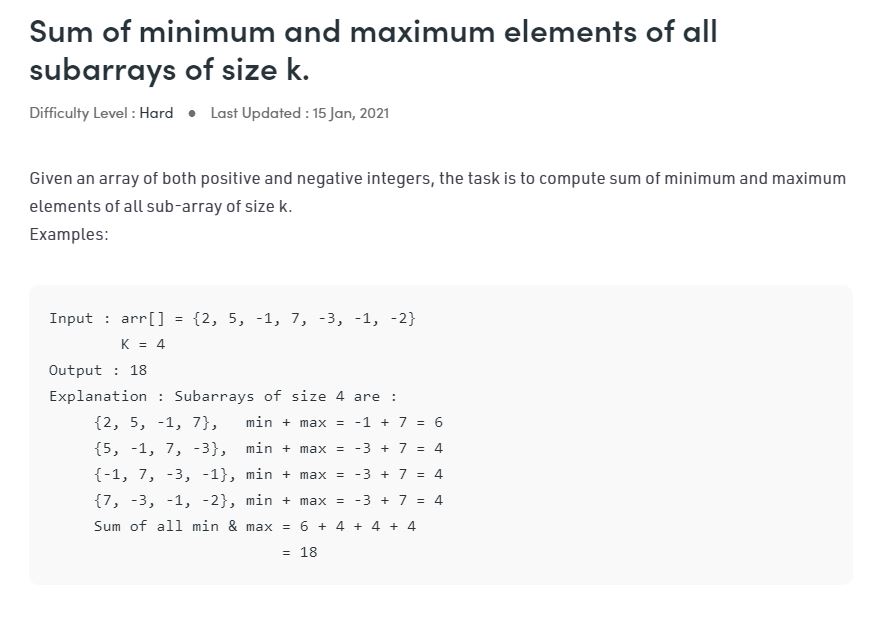 Sum of minimum and maximum elements of all
subarrays of size k.
Difficulty Level : Hard ● Last Updated : 15 Jan, 2021
Given an array of both positive and negative integers, the task is to compute sum of minimum and maximum
elements of all sub-array of size k.
Examples:
Input : arr[] = {2, 5, -1, 7, -3, -1, -2}
K = 4
Output : 18
Explanation : Subarrays of size 4 are :
{2, 5, -1, 7}, min + max = -1 + 7 = 6
{5, -1, 7, -3}, min + max = -3 + 7 = 4
{-1, 7, -3, -1}, min + max = -3 + 7 = 4
{7, -3, -1, -2}, min + max = -3 + 7 = 4
Sum of all min & max = 6 + 4 + 4 + 4
= 18